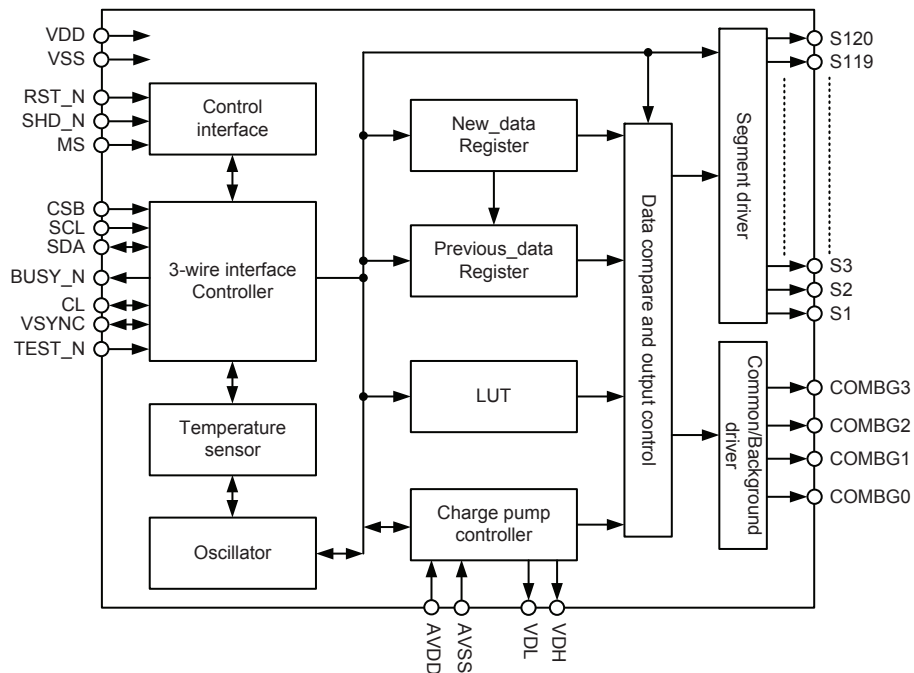 VDD
VSS
RST_N
SHD_N
MS
CSB
SCL
SDA
BUSY_N
CL
VSYNC
TEST_N
Control
interface
3-wire interface
Controller
Temperature
sensor
Oscillator
New_data
Register
Previous_data
Register
LUT
Charge pump
controller
AVDD
AVSS
VDL
VDH
Data compare and output control
Segment driver
Common/Background
driver
S120
S119
S3
S2
S1
COMBG3
COMBG2
COMBG1
COMBG0